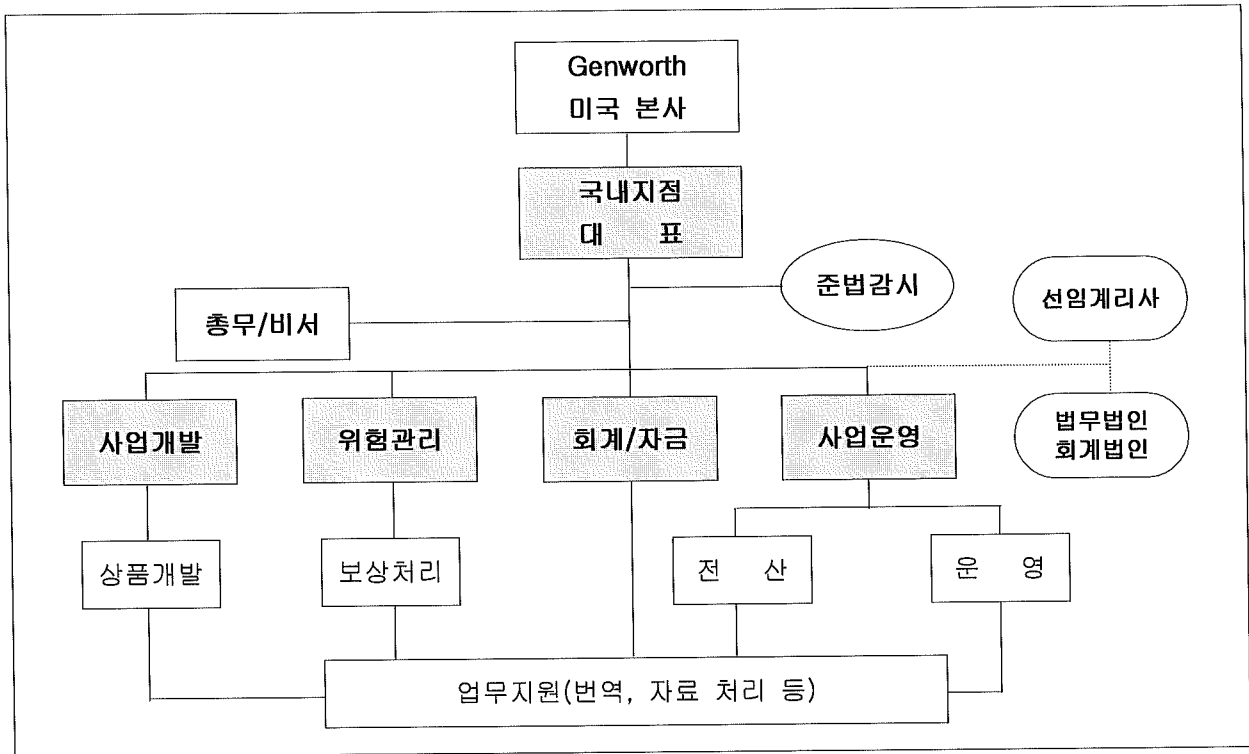 Genworth
미국 본사
국내지점
대 표
준법감시
선임계리사
총무/비서
사업개발
위험관리
회계/자금
사업운영
법무법인
회계법인
상품개발
보상처리
전 산
운 영
업무지원(번역, 자료 처리 등)